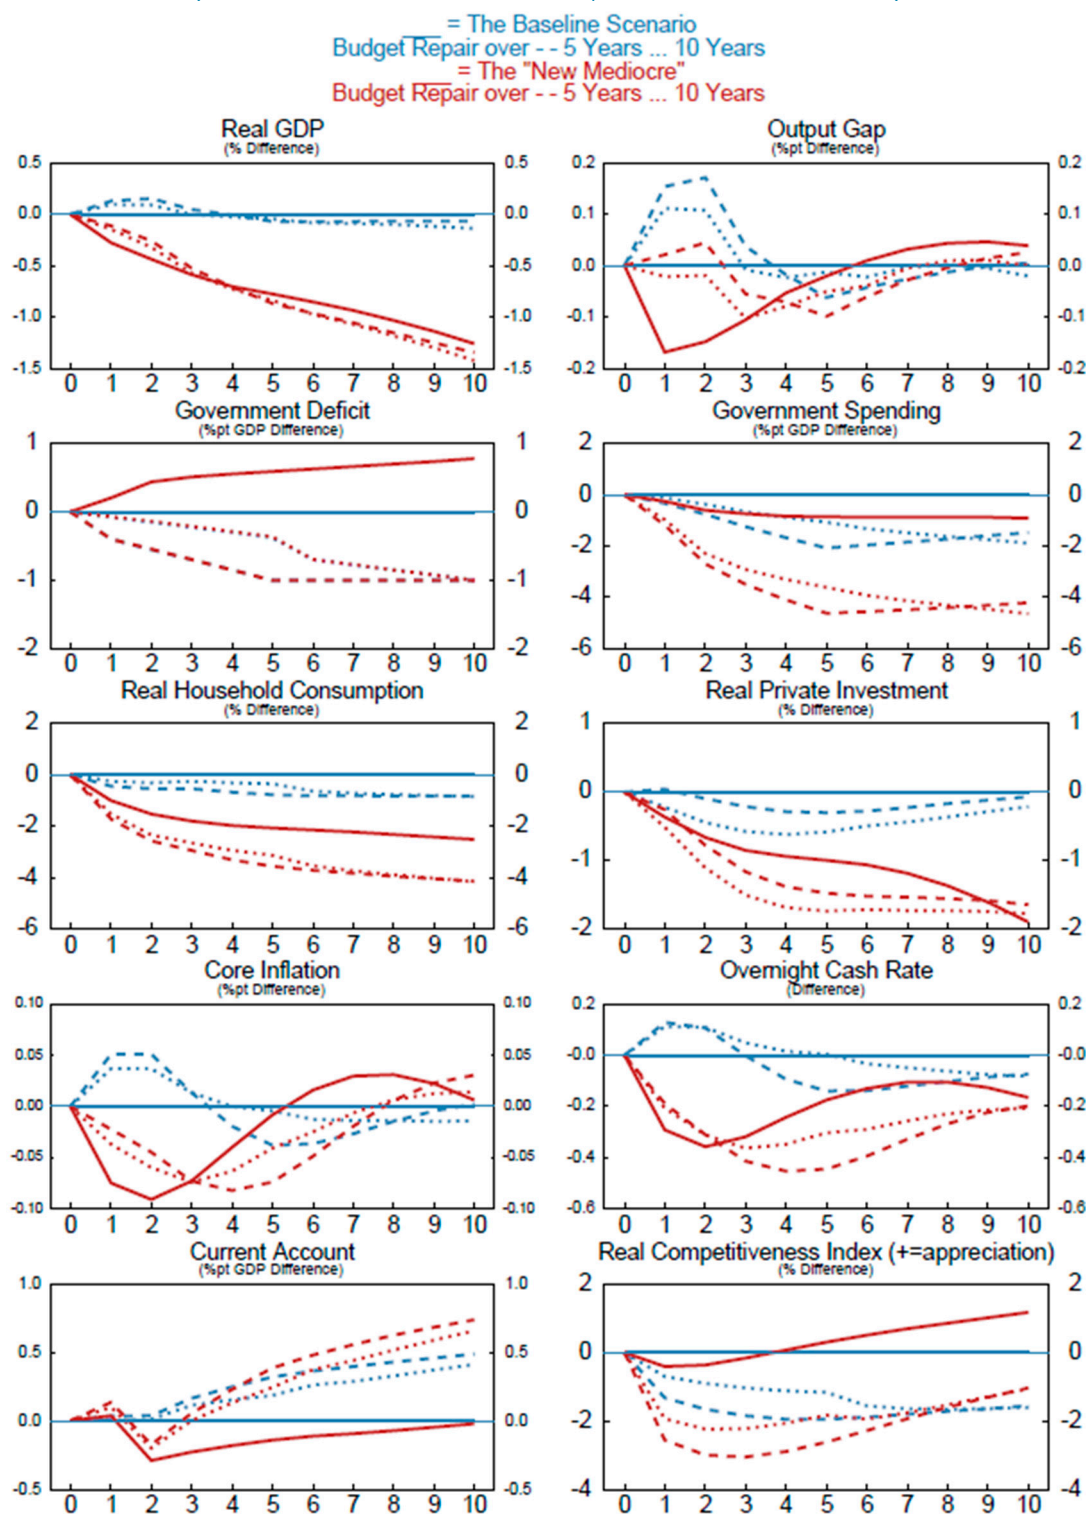 ___ = The Baseline Scenario
Budget Repair over - - 5 Years ... 10 Years
___ = The "New Mediocre"
Budget Repair over - - 5 Years ... 10 Years
Real GDP
(% Difference)
0.5 0.5
0.0 0.0
-0.5 -0.5
-1.0 -1.0
-1.5 -1.5
0 1 2 3 4 5 6 7 8 9 10
Output Gap
(%pt Difference)
0.2 0.2
0.1 0.1
0.0 0.0
-0.1 -0.1
-0.2 -0.2
0 1 2 3 4 5 6 7 8 9 10
Government Deficit
(%pt GDP Difference)
1 1
0 0
-1 -1
-2 -2
0 1 2 3 4 5 6 7 8 9 10
Government Spending
(%pt GDP Difference)
2 2
0 0
-2 -2
-4 -4
-6 -6
0 1 2 3 4 5 6 7 8 9 10
Real Household Consumption
(% Difference)
2 2
0 0
-2 -2
-4 -4
-6 -6
0 1 2 3 4 5 6 7 8 9 10
Real Private Investment
(% Difference)
1 1
0 0
-1 -1
-2 -2
0 1 2 3 4 5 6 7 8 9 10
Core Inflation
(%pt Difference)
0.10 0.10
0.05 0.05
0.00 0.00
-0.05 -0.05
-0.10 -0.10
0 1 2 3 4 5 6 7 8 9 10
Overnight Cash Rate
(Difference)
0.2 0.2
-0.0 -0.0
-0.2 -0.2
-0.4 -0.4
-0.6 -0.6
0 1 2 3 4 5 6 7 8 9 10
Current Account
(%pt GDP Difference)
1.0 1.0
0.5 0.5
0.0 0.0
-0.5 -0.5
0 1 2 3 4 5 6 7 8 9 10
Real Competitiveness Index (+=appreciation)
(% Difference)
2 2
0 0
-2 -2
-4 -4
0 1 2 3 4 5 6 7 8 9 10